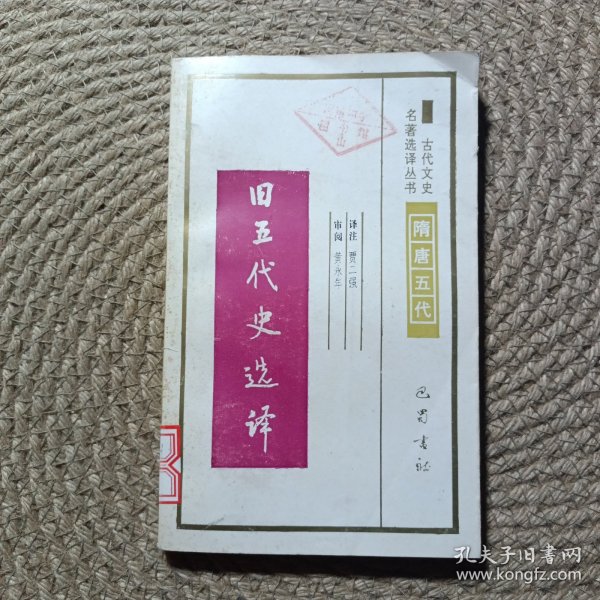 古代文史
名著选译丛书
隋唐五代
译注 贾二强
审阅 黄永年
旧五代史选译
巴蜀书社
孔夫子旧书网
www.kongfz.com